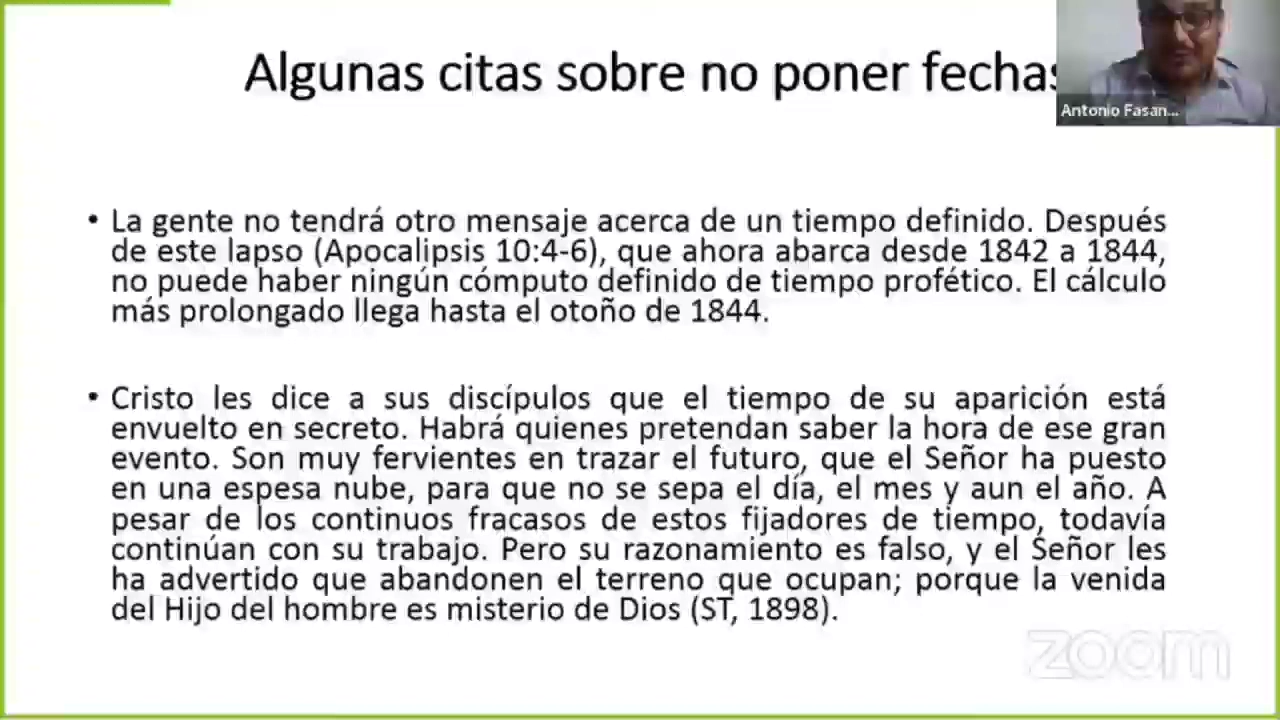 Algunas citas sobre no poner fechas
Antonio Fasan...
• La gente no tendrá otro mensaje acerca de un tiempo definido. Después
de este lapso (Apocalipsis 10:4-6), que ahora abarca desde 1842 a 1844,
no puede haber ningún cómputo definido de tiempo profético. El cálculo
más prolongado llega hasta el otoño de 1844.
• Cristo les dice a sus discípulos que el tiempo de su aparición está
envuelto en secreto. Habrá quienes pretendan saber la hora de ese gran
evento. Son muy fervientes en trazar el futuro, que el Señor ha puesto
en una espesa nube, para que no se sepa el día, el mes y aun el año. A
pesar de los continuos fracasos de estos fijadores de tiempo, todavía
continúan con su trabajo. Pero su razonamiento es falso, y el Señor les
ha advertido que abandonen el terreno que ocupan; porque la venida
del Hijo del hombre es misterio de Dios (ST, 1898).
zoom